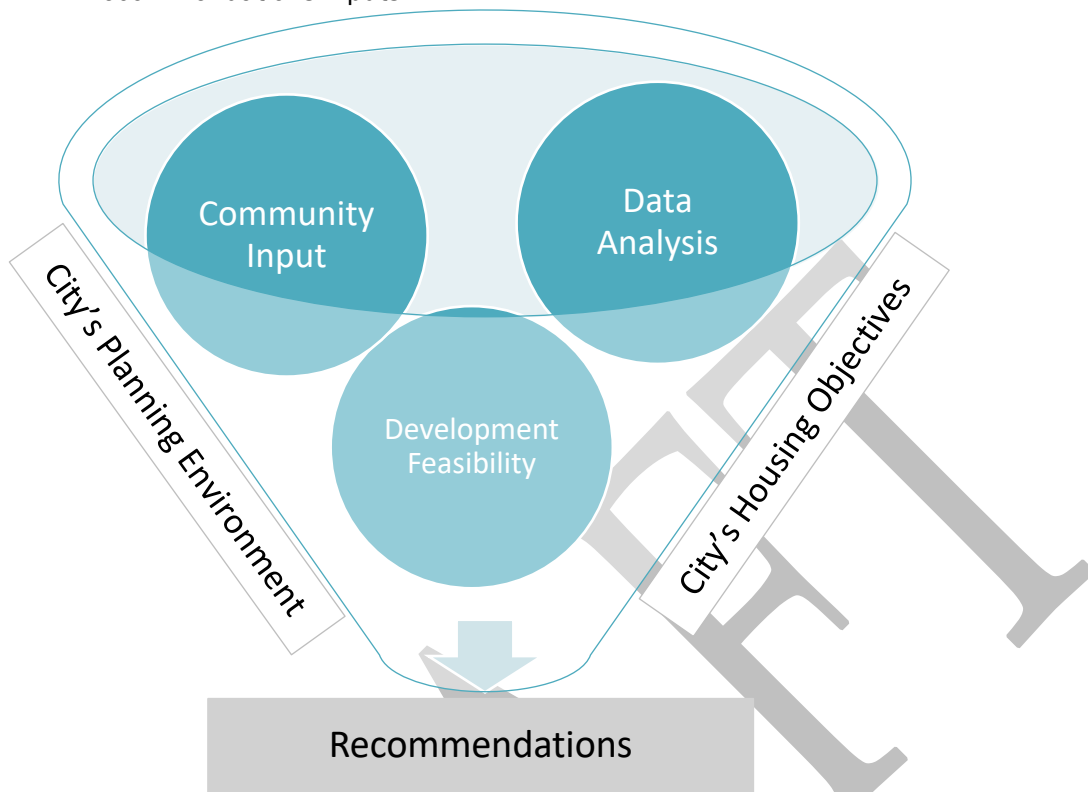 Community
Input
Data
Analysis
Development
Feasibility
City's Planning Environment
City's Housing Objectives
Recommendations